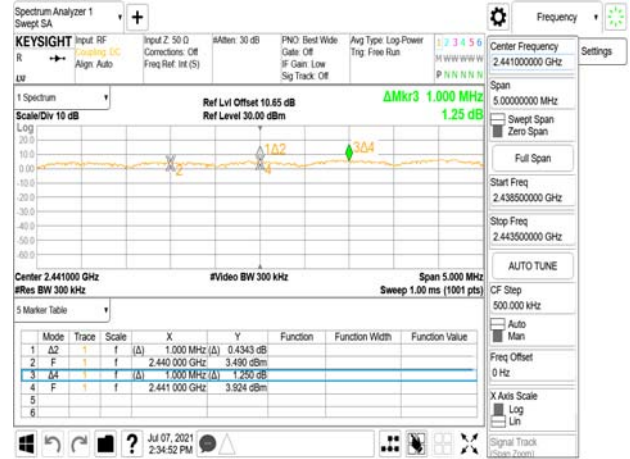 Spectrum Analyzer 1
Swept SA
+
Frequency
KEYSIGHT
R
LXI
Input: RF
Coupling: DC
Align: Auto
Input Z: 50 Ω
Corrections: Off
Freq Ref: Int (S)
#Atten: 30 dB
PNO: Best Wide
Gate: Off
IF Gain: Low
Sig Track: Off
Avg Type: Log-Power
Trig: Free Run
1 2 3 4 5 6
M W W W W W
P N N N N N
Center Frequency
2.441000000 GHz
Settings
1 Spectrum
Scale/Div 10 dB
Ref Lvl Offset 10.65 dB
Ref Level 30.00 dBm
ΔMkr3 1.000 MHz
1.25 dB
Span
5.00000000 MHz
Swept Span
Zero Span
Full Span
Start Freq
2.438500000 GHz
Stop Freq
2.443500000 GHz
AUTO TUNE
CF Step
500.000 kHz
Auto
Man
Freq Offset
0 Hz
X Axis Scale
Log
Lin
Signal Track
(Span Zoom)
Log
20.0
10.0
0.00
-10.0
-20.0
-30.0
-40.0
-50.0
-60.0
1Δ2
2
4
3Δ4
Center 2.441000 GHz
#Res BW 300 kHz
#Video BW 300 kHz
Span 5.000 MHz
Sweep 1.00 ms (1001 pts)
5 Marker Table
Mode Trace Scale X Y Function Function Width Function Value
1 Δ2 1 f (Δ) 1.000 MHz (Δ) 0.4343 dB
2 F 1 f 2.440 000 GHz 3.490 dBm
3 Δ4 1 f (Δ) 1.000 MHz (Δ) 1.250 dB
4 F 1 f 2.441 000 GHz 3.924 dBm
5
6
?
Jul 07, 2021
2:34:52 PM